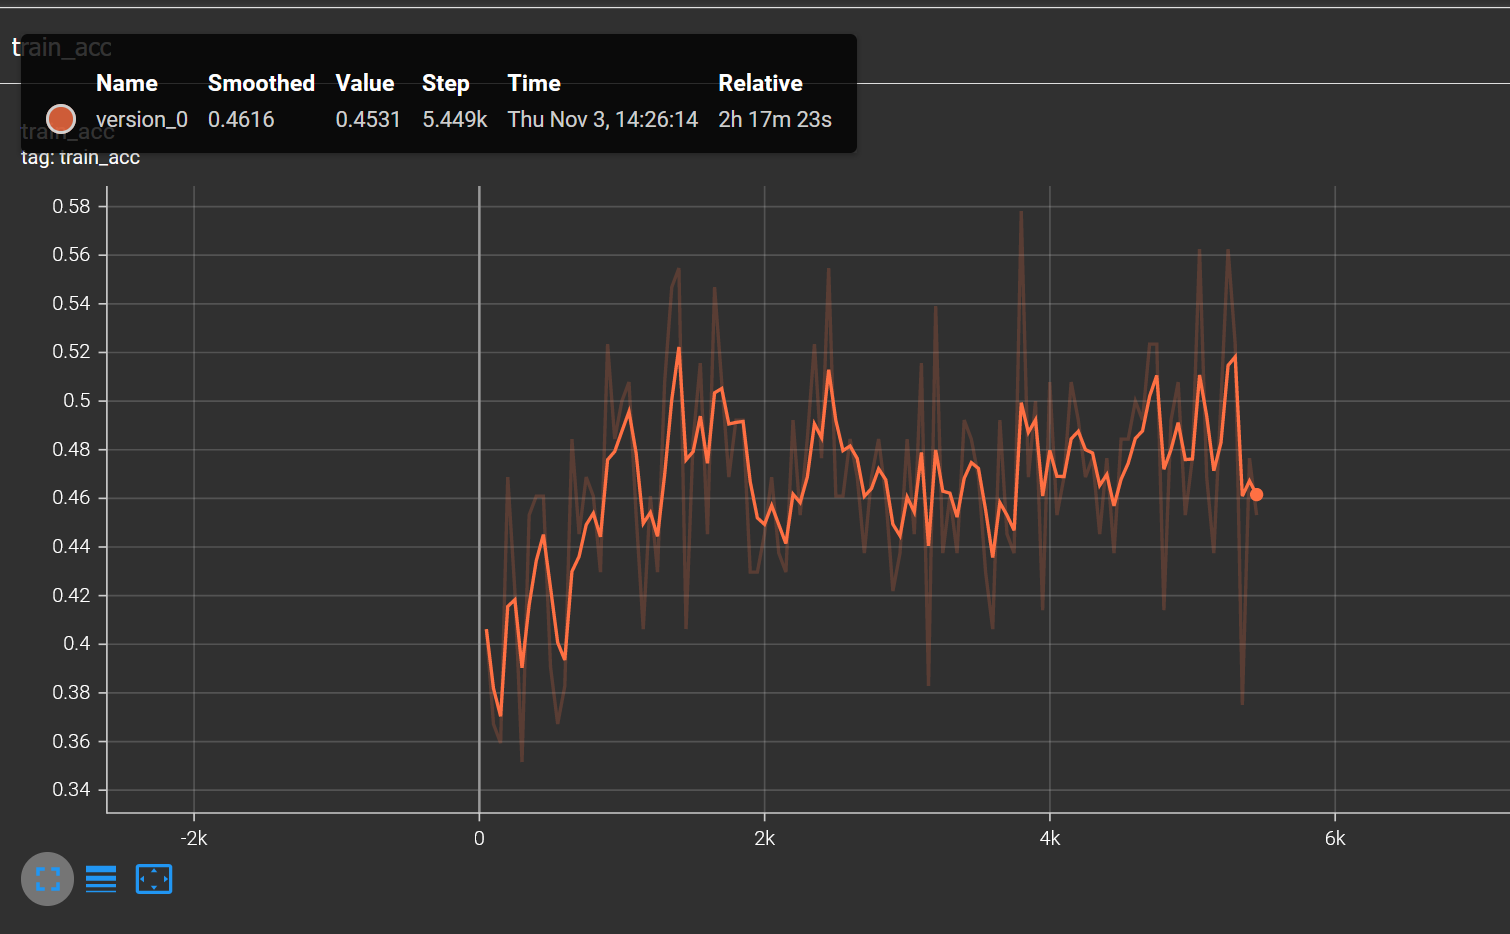 train_acc
Name Smoothed Value Step Time Relative
version_0 0.4616 0.4531 5.449k Thu Nov 3, 14:26:14 2h 17m 23s
train_acc
tag: train_acc
0.58
0.56
0.54
0.52
0.5
0.48
0.46
0.44
0.42
0.4
0.38
0.36
0.34
-2k 0 2k 4k 6k